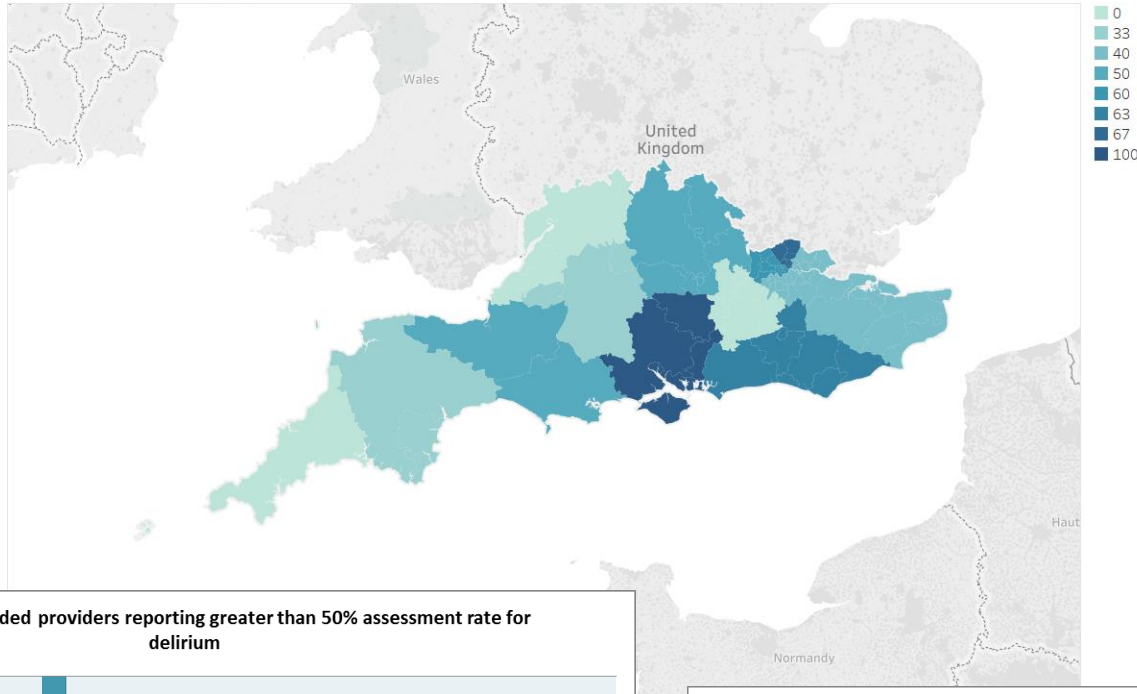 0
33
40
50
60
63
67
100
Wales
United
Kingdom
Haut
Normandy
ded providers reporting greater than 50% assessment rate for
delirium